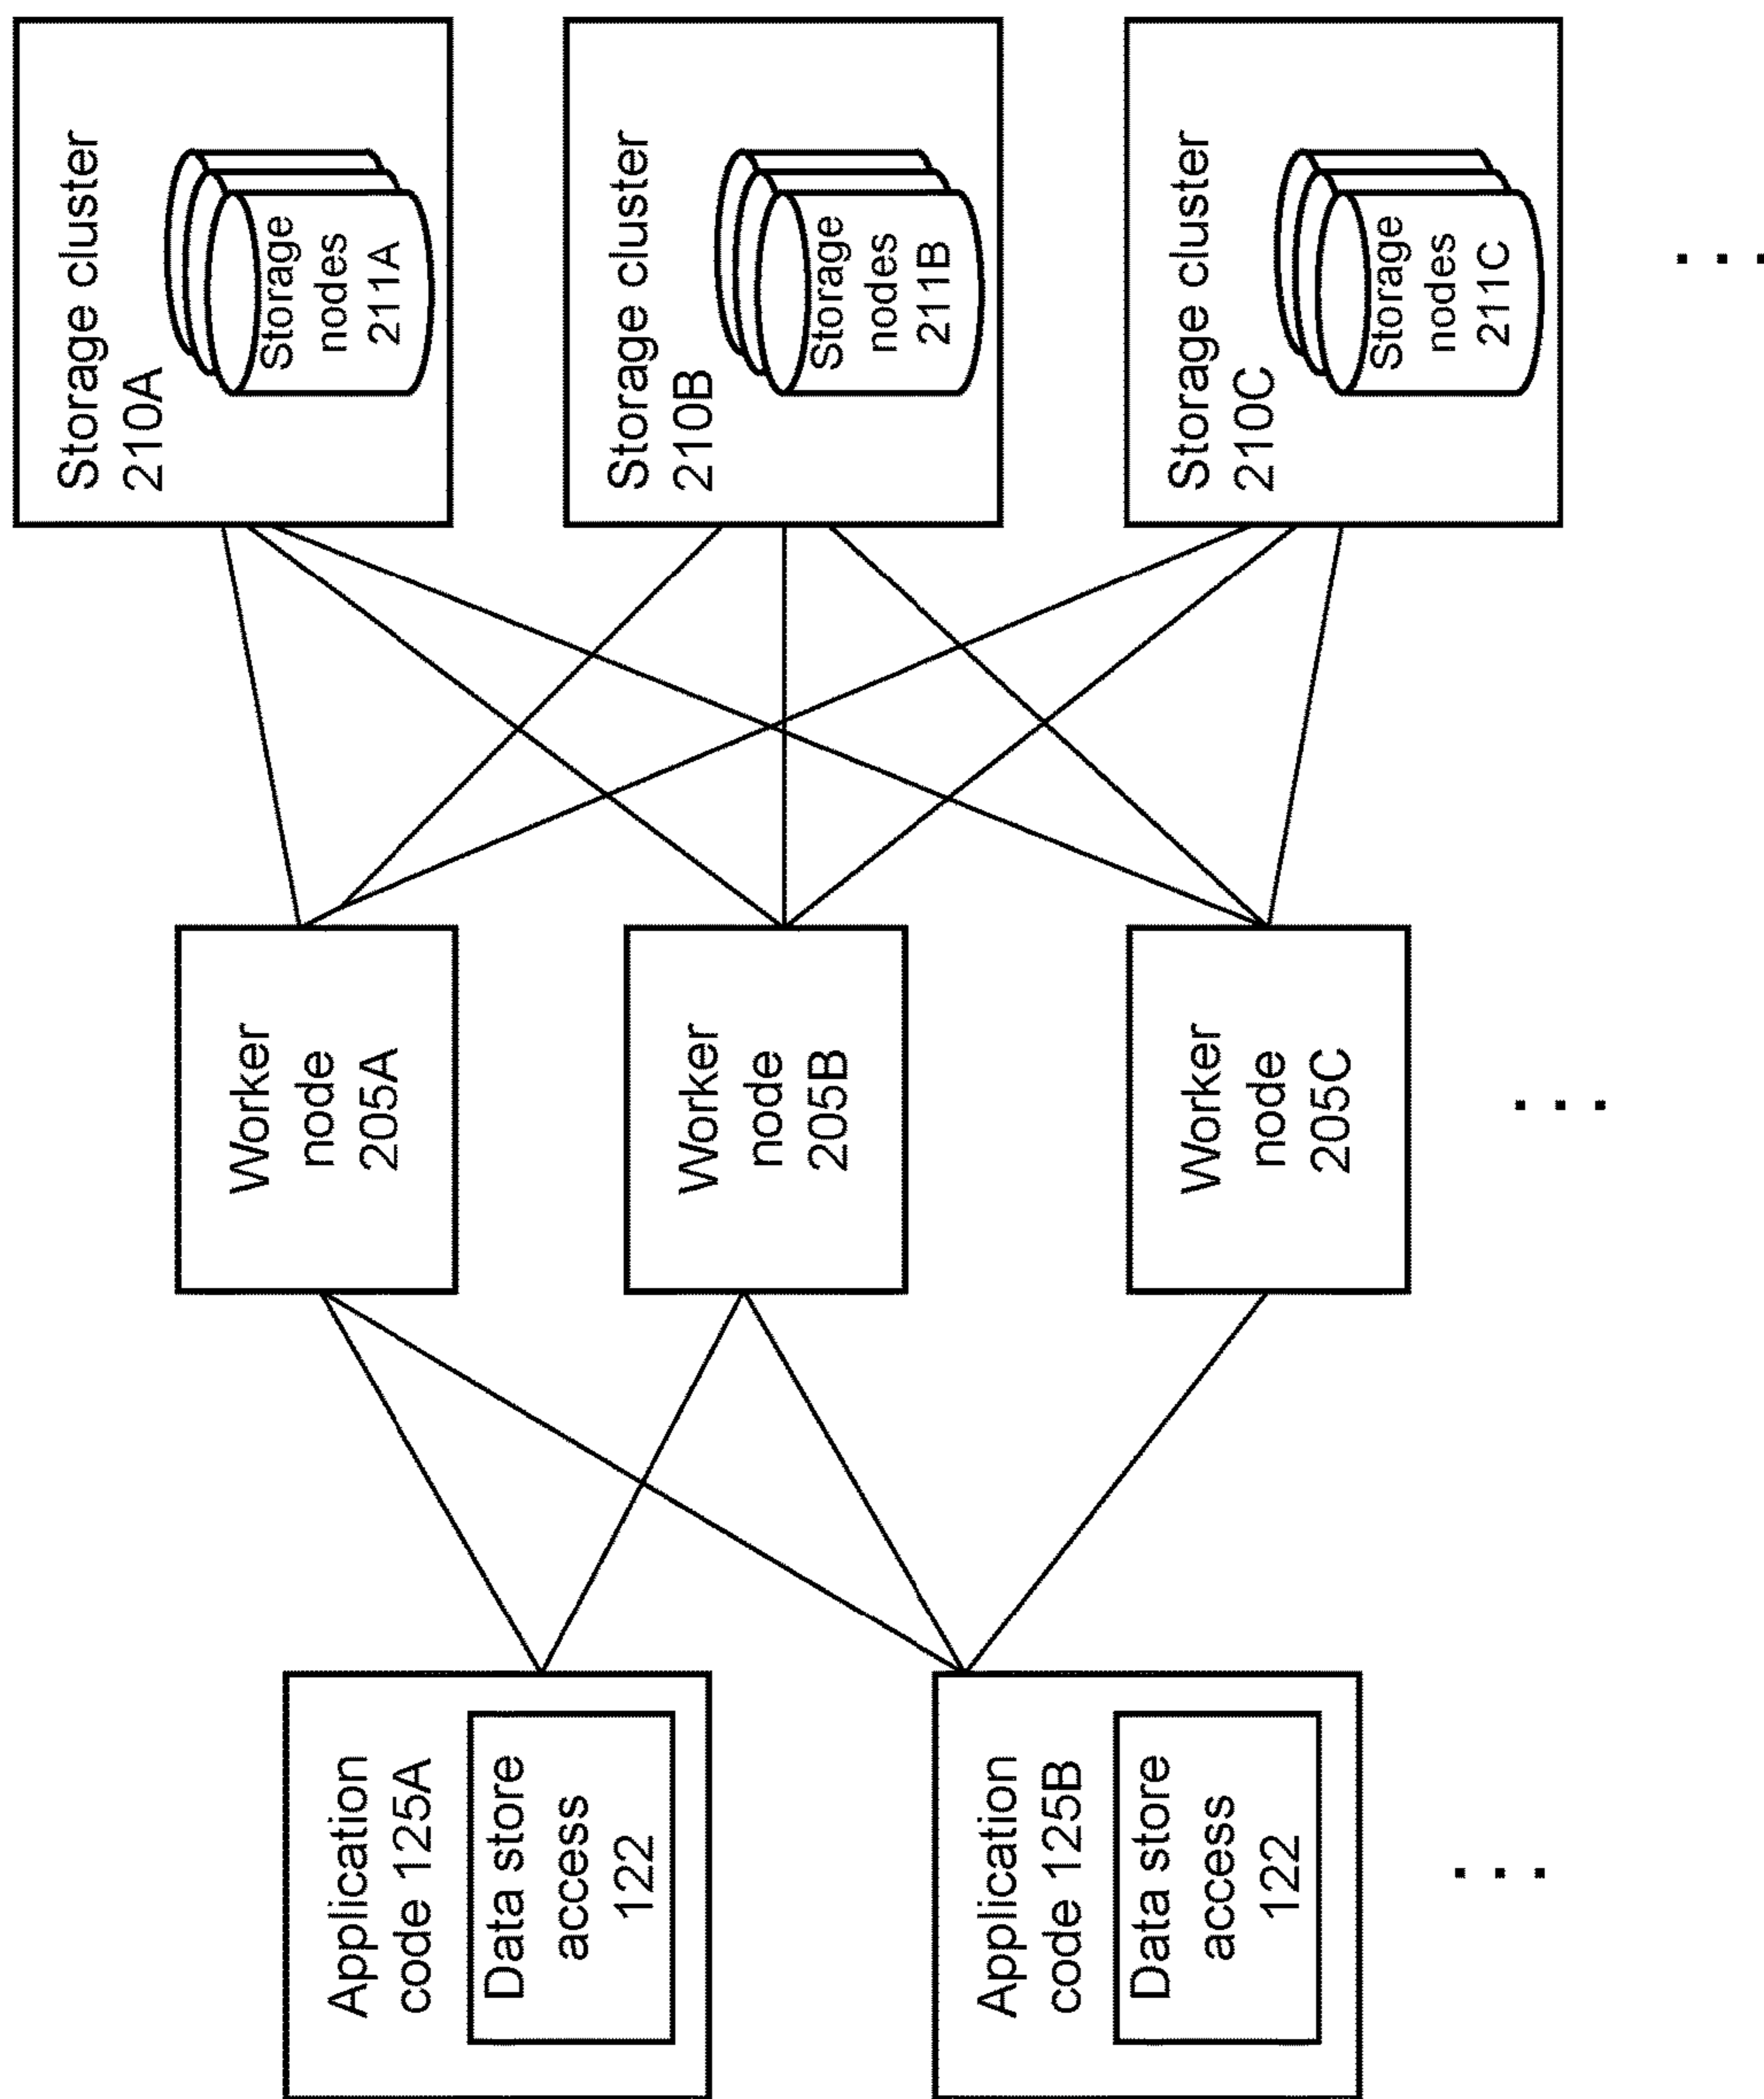 Application
code 125A
Data store
access
122
Application
code 125B
Data store
access
122
. . .
Worker
node
205A
Worker
node
205B
Worker
node
205C
. . .
Storage cluster
210A
Storage
nodes
211A
Storage cluster
210B
Storage
nodes
211B
Storage cluster
210C
Storage
nodes
211C
. . .